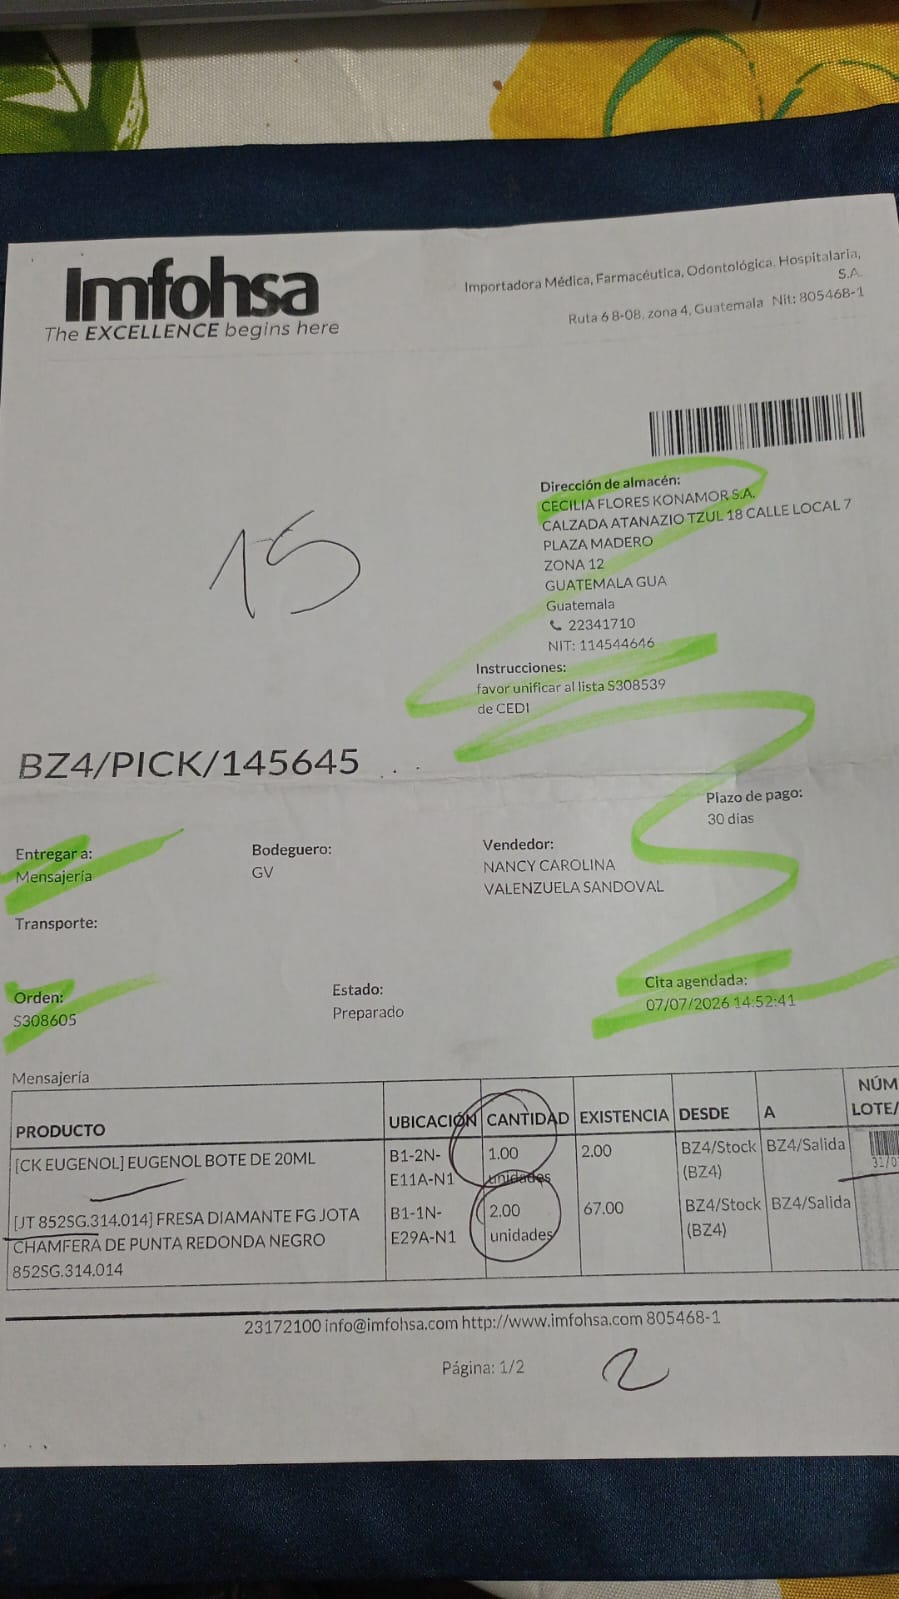 Imfohsa
The EXCELLENCE begins here
Importadora Médica, Farmacéutica, Odontológica, Hospitalaria,
S.A.
Ruta 6 8-08, zona 4, Guatemala Nit: 805468-1
15
Dirección de almacén:
CECILIA FLORES KONAMOR S.A.
CALZADA ATANAZIO TZUL 18 CALLE LOCAL 7
PLAZA MADERO
ZONA 12
GUATEMALA GUA
Guatemala
22341710
NIT: 114544646
Instrucciones:
favor unificar al lista S308539
de CEDI
BZ4/PICK/145645
Plazo de pago:
30 dias
Entregar a:
Mensajería
Bodeguero:
GV
Vendedor:
NANCY CAROLINA
VALENZUELA SANDOVAL
Transporte:
Orden:
S308605
Estado:
Preparado
Cita agendada:
07/07/2026 14:52:41
Mensajería
PRODUCTO UBICACIÓN CANTIDAD EXISTENCIA DESDE A NÚM
LOTE/
[CK EUGENOL] EUGENOL BOTE DE 20ML B1-2N- 1.00 2.00 BZ4/Stock BZ4/Salida
E11A-N1 unidades (BZ4) 31/0
[JT 852SG.314.014] FRESA DIAMANTE FG JOTA B1-1N- 2.00 67.00 BZ4/Stock BZ4/Salida
CHAMFERA DE PUNTA REDONDA NEGRO E29A-N1 unidades (BZ4)
852SG.314.014
23172100 info@imfohsa.com http://www.imfohsa.com 805468-1
Página: 1/2
2